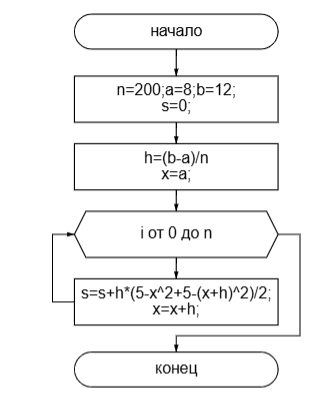 начало
n=200;a=8;b=12;
s=0;
h=(b-a)/n
x=a;
i от 0 до n
s=s+h*(5-x^2+5-(x+h)^2)/2;
x=x+h;
конец